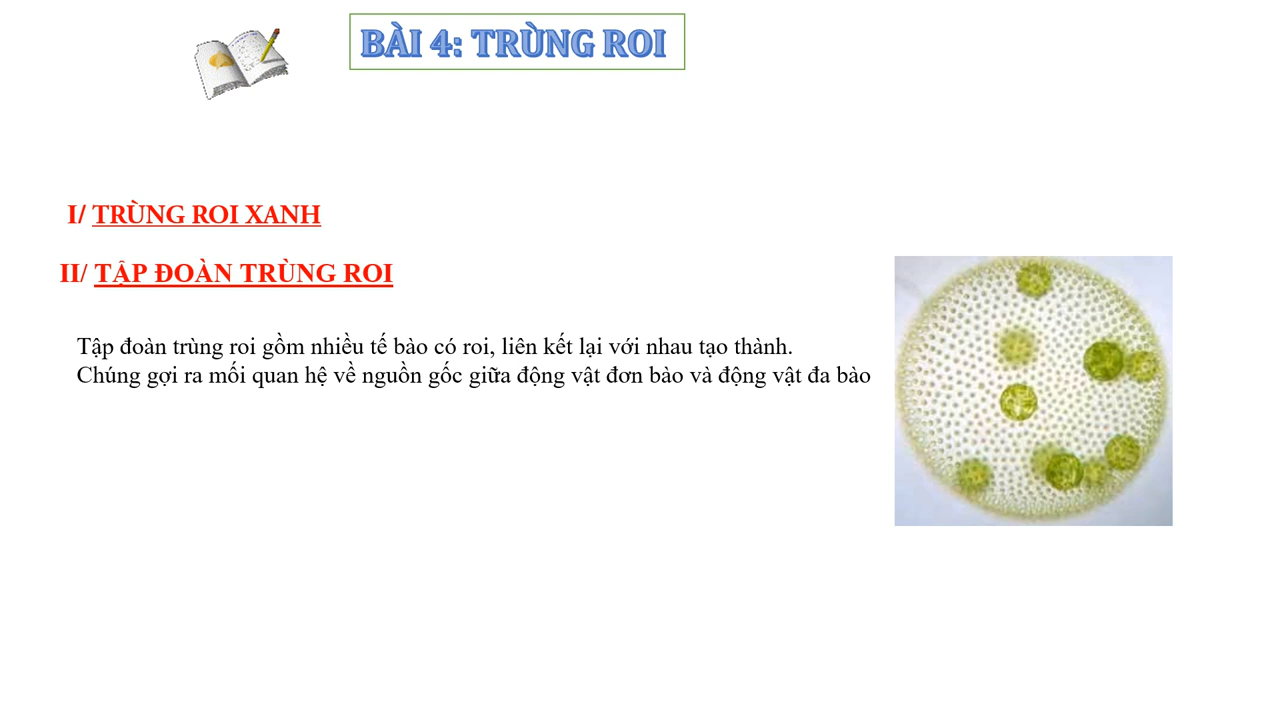 BÀI 4: TRÙNG ROI
I/ TRÙNG ROI XANH
II/ TẬP ĐOÀN TRÙNG ROI
Tập đoàn trùng roi gồm nhiều tế bào có roi, liên kết lại với nhau tạo thành.
Chúng gợi ra mối quan hệ về nguồn gốc giữa động vật đơn bào và động vật đa bào